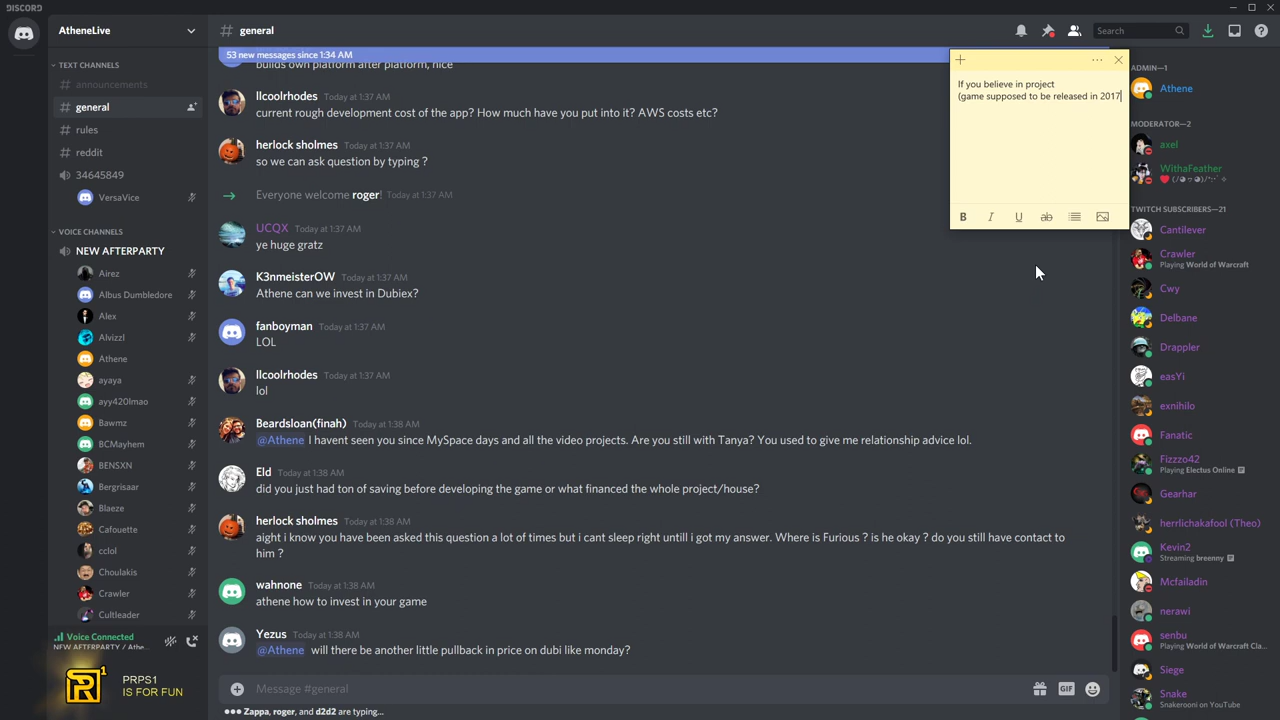 DISCORD
AtheneLive
# general
Search
53 new messages since 1:34 AM
TEXT CHANNELS
# announcements
# general
# rules
# reddit
34645849
VersaVice
VOICE CHANNELS
NEW AFTERPARTY
Airez
Albus Dumbledore
Alex
Alvizzl
Athene
ayaya
ayy420lmao
Bawmz
BCMayhem
BENSXN
Bergrisaar
Blaeze
Cafouette
cclol
Choulakis
Crawler
Cultleader
Voice Connected
NEW AFTERPARTY / Athe...
PRPS1
IS FOR FUN
builds own platform after platform, nice
llcoolrhodes Today at 1:37 AM
current rough development cost of the app? How much have you put into it? AWS costs etc?
herlock sholmes Today at 1:37 AM
so we can ask question by typing ?
Everyone welcome roger! Today at 1:37 AM
UCQX Today at 1:37 AM
ye huge gratz
K3nmeisterOW Today at 1:37 AM
Athene can we invest in Dubiex?
fanboyman Today at 1:37 AM
LOL
llcoolrhodes Today at 1:37 AM
lol
Beardsloan(finah) Today at 1:38 AM
@Athene I havent seen you since MySpace days and all the video projects. Are you still with Tanya? You used to give me relationship advice lol.
Eld Today at 1:38 AM
did you just had ton of saving before developing the game or what financed the whole project/house?
herlock sholmes Today at 1:38 AM
aight i know you have been asked this question a lot of times but i cant sleep right untill i got my answer. Where is Furious ? is he okay ? do you still have contact to
him ?
wahnone Today at 1:38 AM
athene how to invest in your game
Yezus Today at 1:38 AM
@Athene will there be another little pullback in price on dubi like monday?
Message #general
GIF
Zappa, roger, and d2d2 are typing...
If you believe in project
(game supposed to be released in 2017
B I U ab
ADMIN—1
Athene
MODERATOR—2
axel
WithaFeather
TWITCH SUBSCRIBERS—21
Cantilever
Crawler
Playing World of Warcraft
Cwy
Delbane
Drappler
easYi
exnihilo
Fanatic
Fizzzo42
Playing Electus Online
Gearhar
herrlichakafool (Theo)
Kevin2
Streaming breenny
Mcfailadin
nerawi
senbu
Playing World of Warcraft Cla...
Siege
Snake
Snakerooni on YouTube